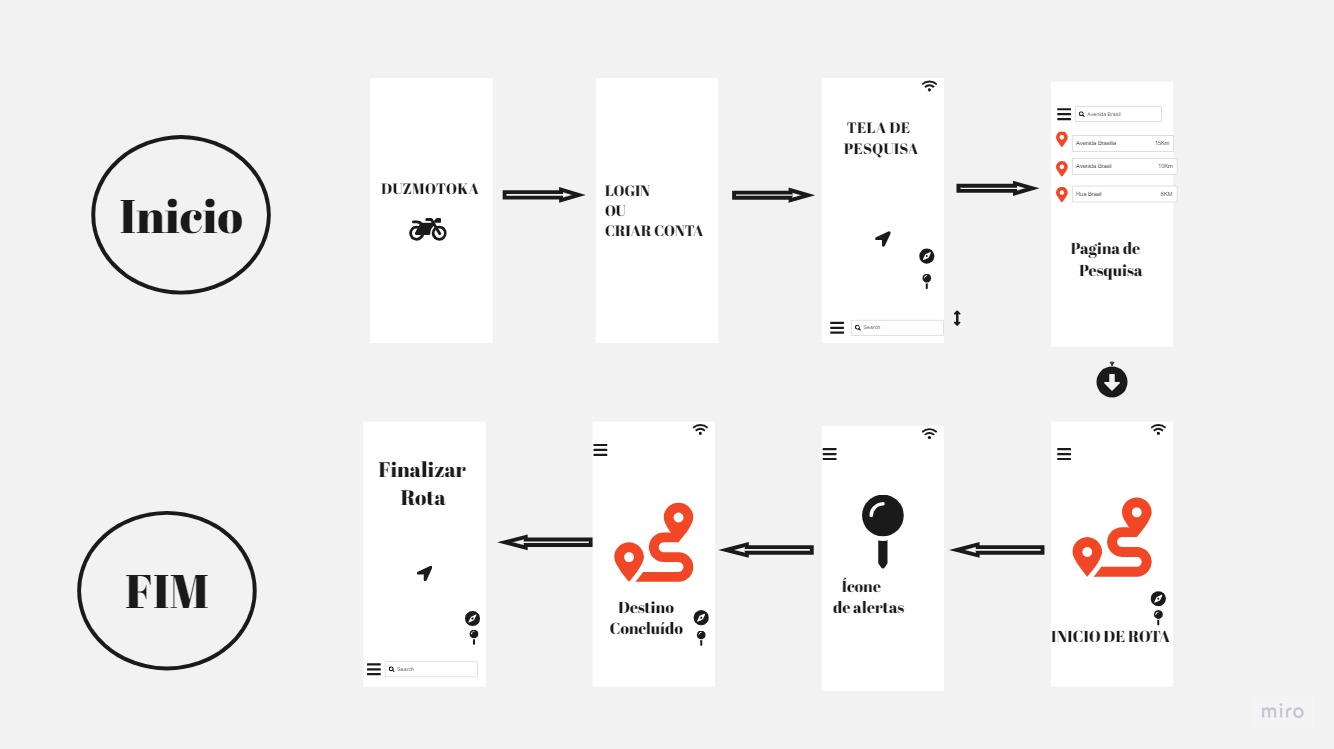 Inicio
DUZMOTOKA
LOGIN
OU
CRIAR CONTA
TELA DE
PESQUISA
Search
Avenida Brasil
Avenida Brasilia 15Km
Avenida Brasil 10Km
Rua Brasil 8KM
Pagina de
Pesquisa
FIM
Finalizar
Rota
Search
Destino
Concluído
Ícone
de alertas
INICIO DE ROTA
miro